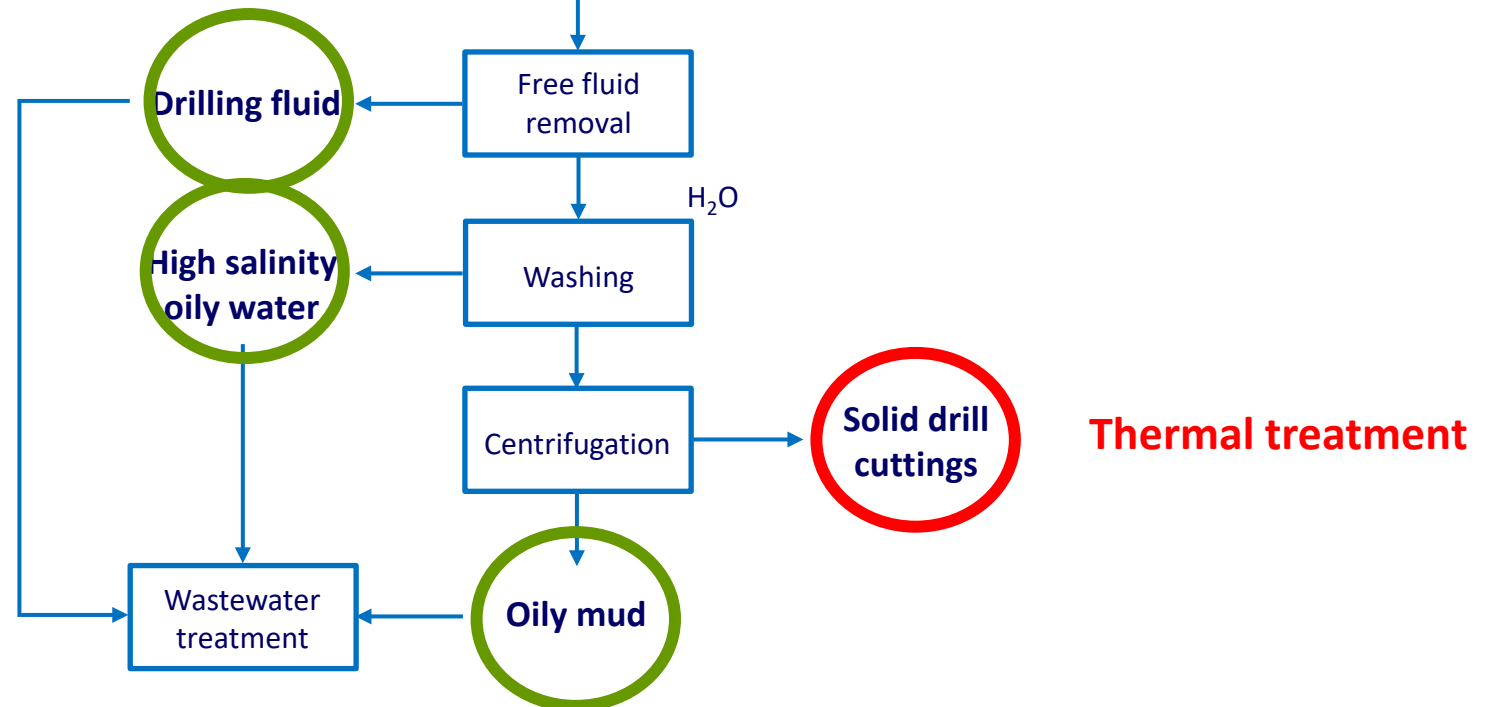 Free fluid
removal
Drilling fluid
H₂O
High salinity
oily water
Washing
Solid drill
cuttings
Thermal treatment
Centrifugation
Wastewater
treatment
Oily mud